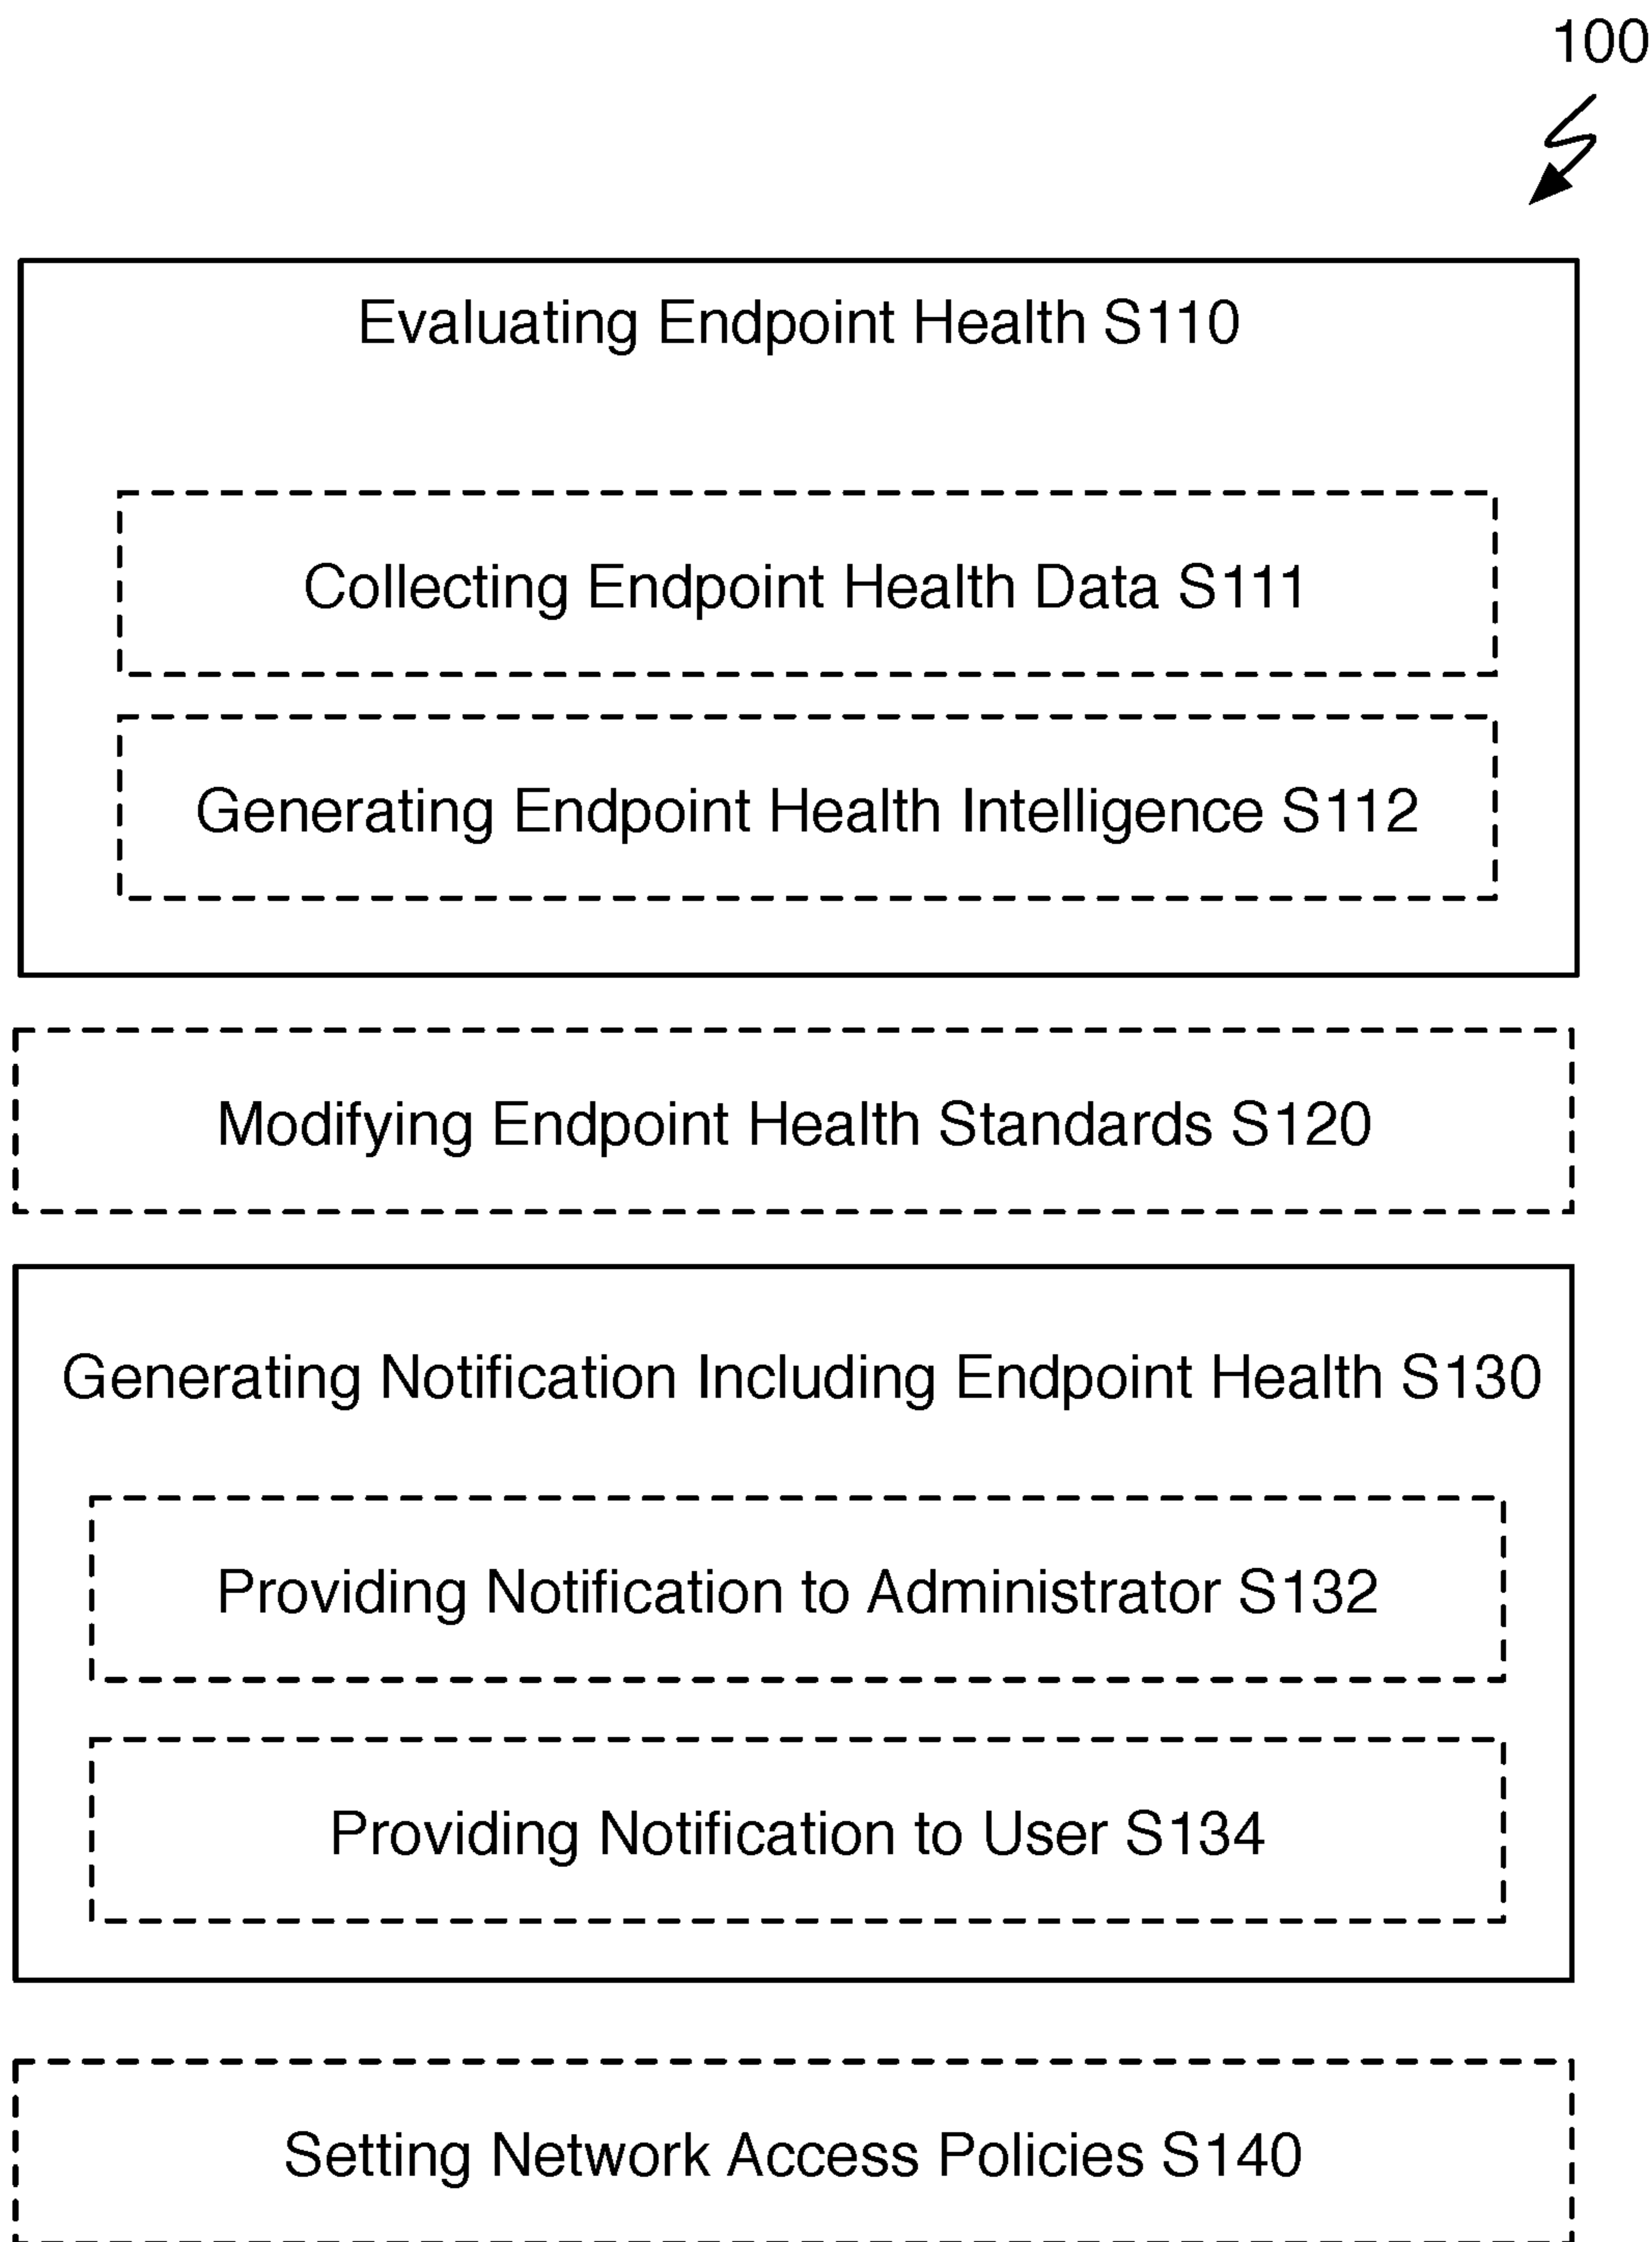 100
Evaluating Endpoint Health S110
Collecting Endpoint Health Data S111
Generating Endpoint Health Intelligence S112
Modifying Endpoint Health Standards S120
Generating Notification Including Endpoint Health S130
Providing Notification to Administrator S132
Providing Notification to User S134
Setting Network Access Policies S140